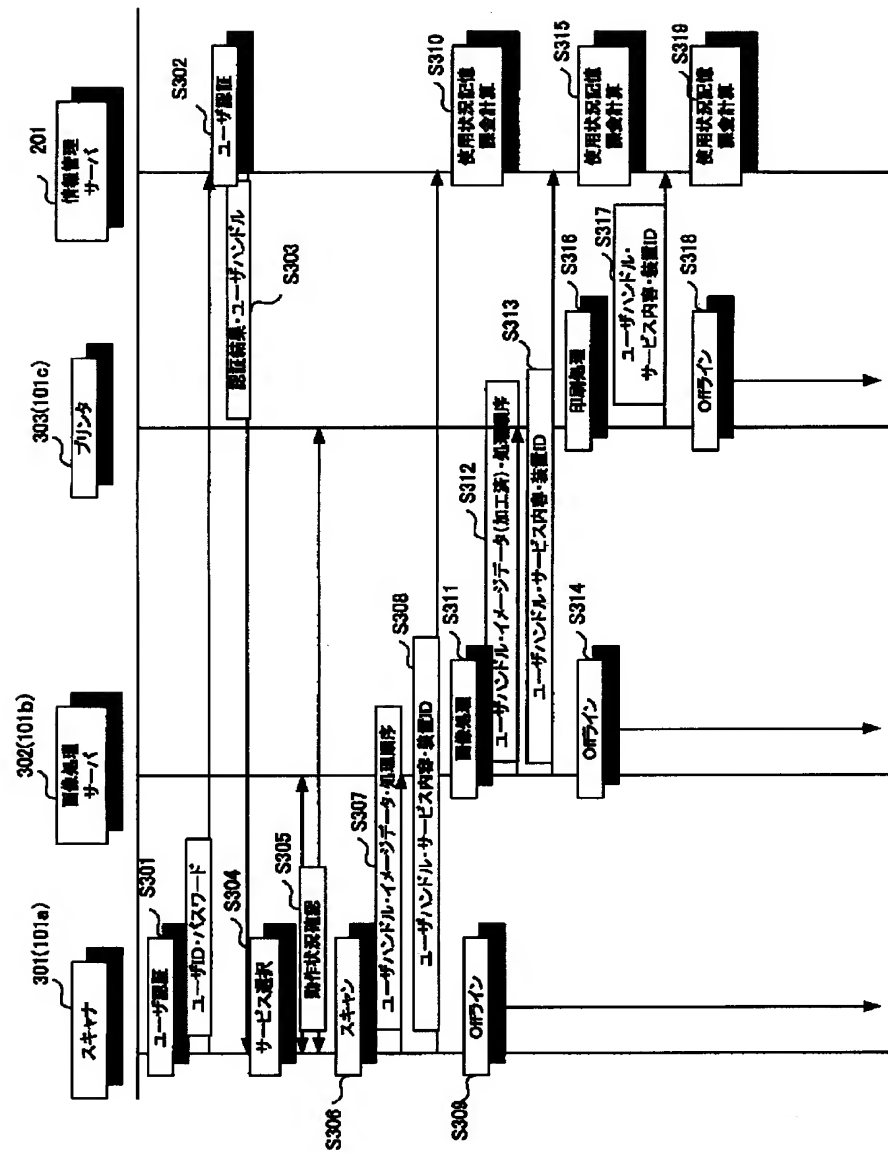 301(101a)
スキャナ
302(101b)
画像処理
サーバ
303(101c)
プリンタ
201
情報管理
サーバ
S301
ユーザ認証
ユーザID・パスワード
S302
ユーザ認証
認証結果・ユーザハンドル
S303
S304
サービス選択
S305
動作状況確認
スキャン
S306
S307
ユーザハンドル・イメージデータ・処理順序
S308
ユーザハンドル・サービス内容・装置ID
S310
使用状況記憶
課金計算
Offライン
S309
S311
画像処理
S312
ユーザハンドル・イメージデータ(加工済)・処理順序
S313
ユーザハンドル・サービス内容・装置ID
S315
使用状況記憶
課金計算
S314
Offライン
S316
印刷処理
S317
ユーザハンドル・
サービス内容・装置ID
S319
使用状況記憶
課金計算
S318
Offライン